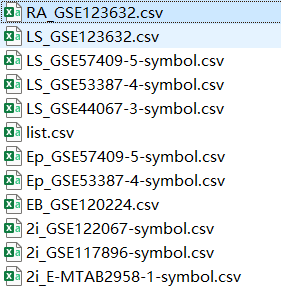 RA_GSE123632.csv
LS_GSE123632.csv
LS_GSE57409-5-symbol.csv
LS_GSE53387-4-symbol.csv
LS_GSE44067-3-symbol.csv
list.csv
Ep_GSE57409-5-symbol.csv
Ep_GSE53387-4-symbol.csv
EB_GSE120224.csv
2i_GSE122067-symbol.csv
2i_GSE117896-symbol.csv
2i_E-MTAB2958-1-symbol.csv